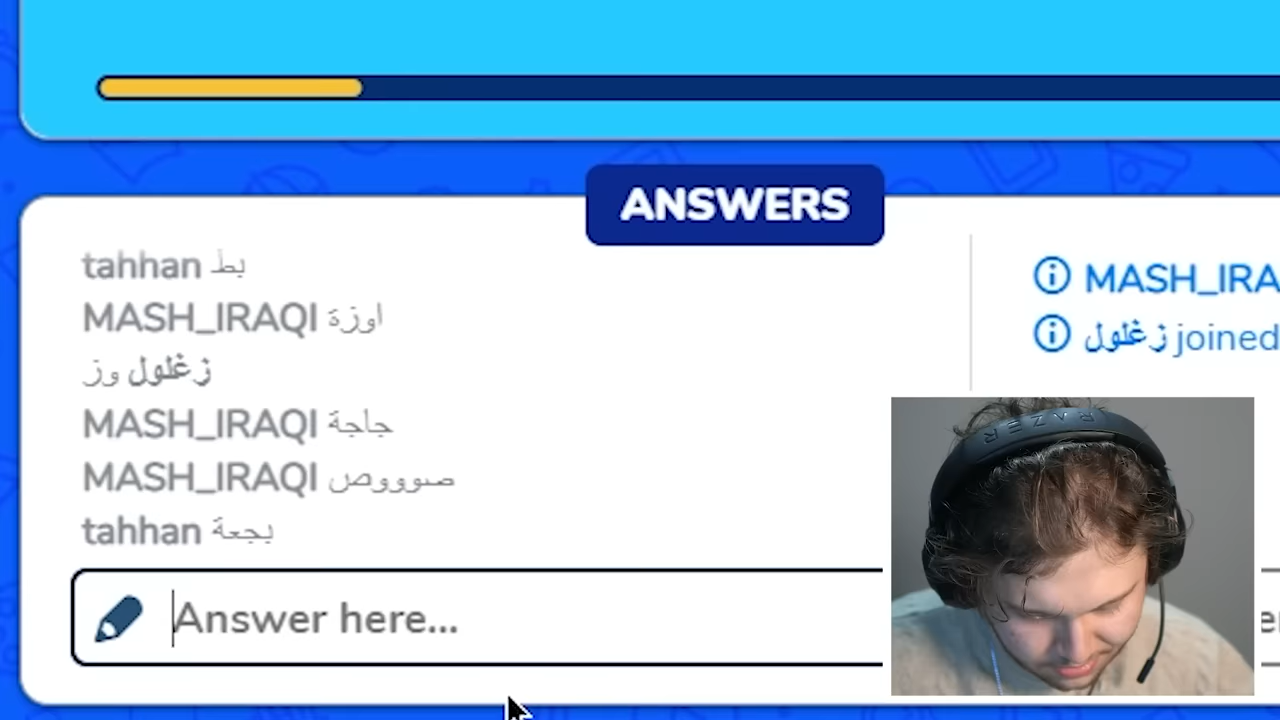 ANSWERS
tahhan بط
MASH_IRAQI اوزة
زغلول وز
MASH_IRAQI جاجة
MASH_IRAQI صوووص
tahhan بجعة
Answer here...
MASH_IRA
زغلول joined
RAZER